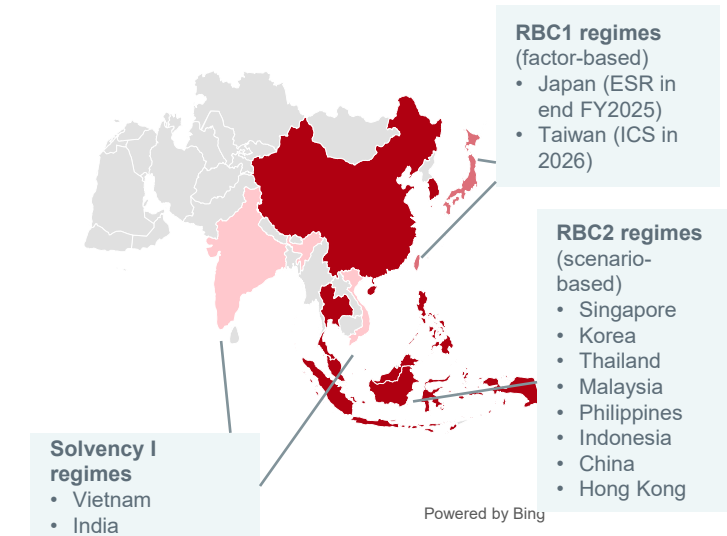 RBC1 regimes
(factor-based)
• Japan (ESR in
end FY2025)
• Taiwan (ICS in
2026)
RBC2 regimes
(scenario-
based)
• Singapore
• Korea
• Thailand
• Malaysia
• Philippines
• Indonesia
• China
• Hong Kong
Solvency I
regimes
• Vietnam
• India
Powered by Bing